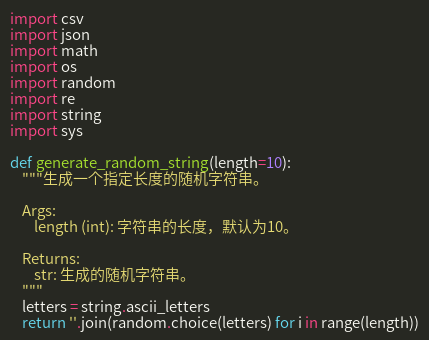 import csv
import json
import math
import os
import random
import re
import string
import sys

def generate_random_string(length=10):
    """生成一个指定长度的随机字符串。

    Args:
        length (int): 字符串的长度，默认为10。

    Returns:
        str: 生成的随机字符串。
    """
    letters = string.ascii_letters
    return ''.join(random.choice(letters) for i in range(length))